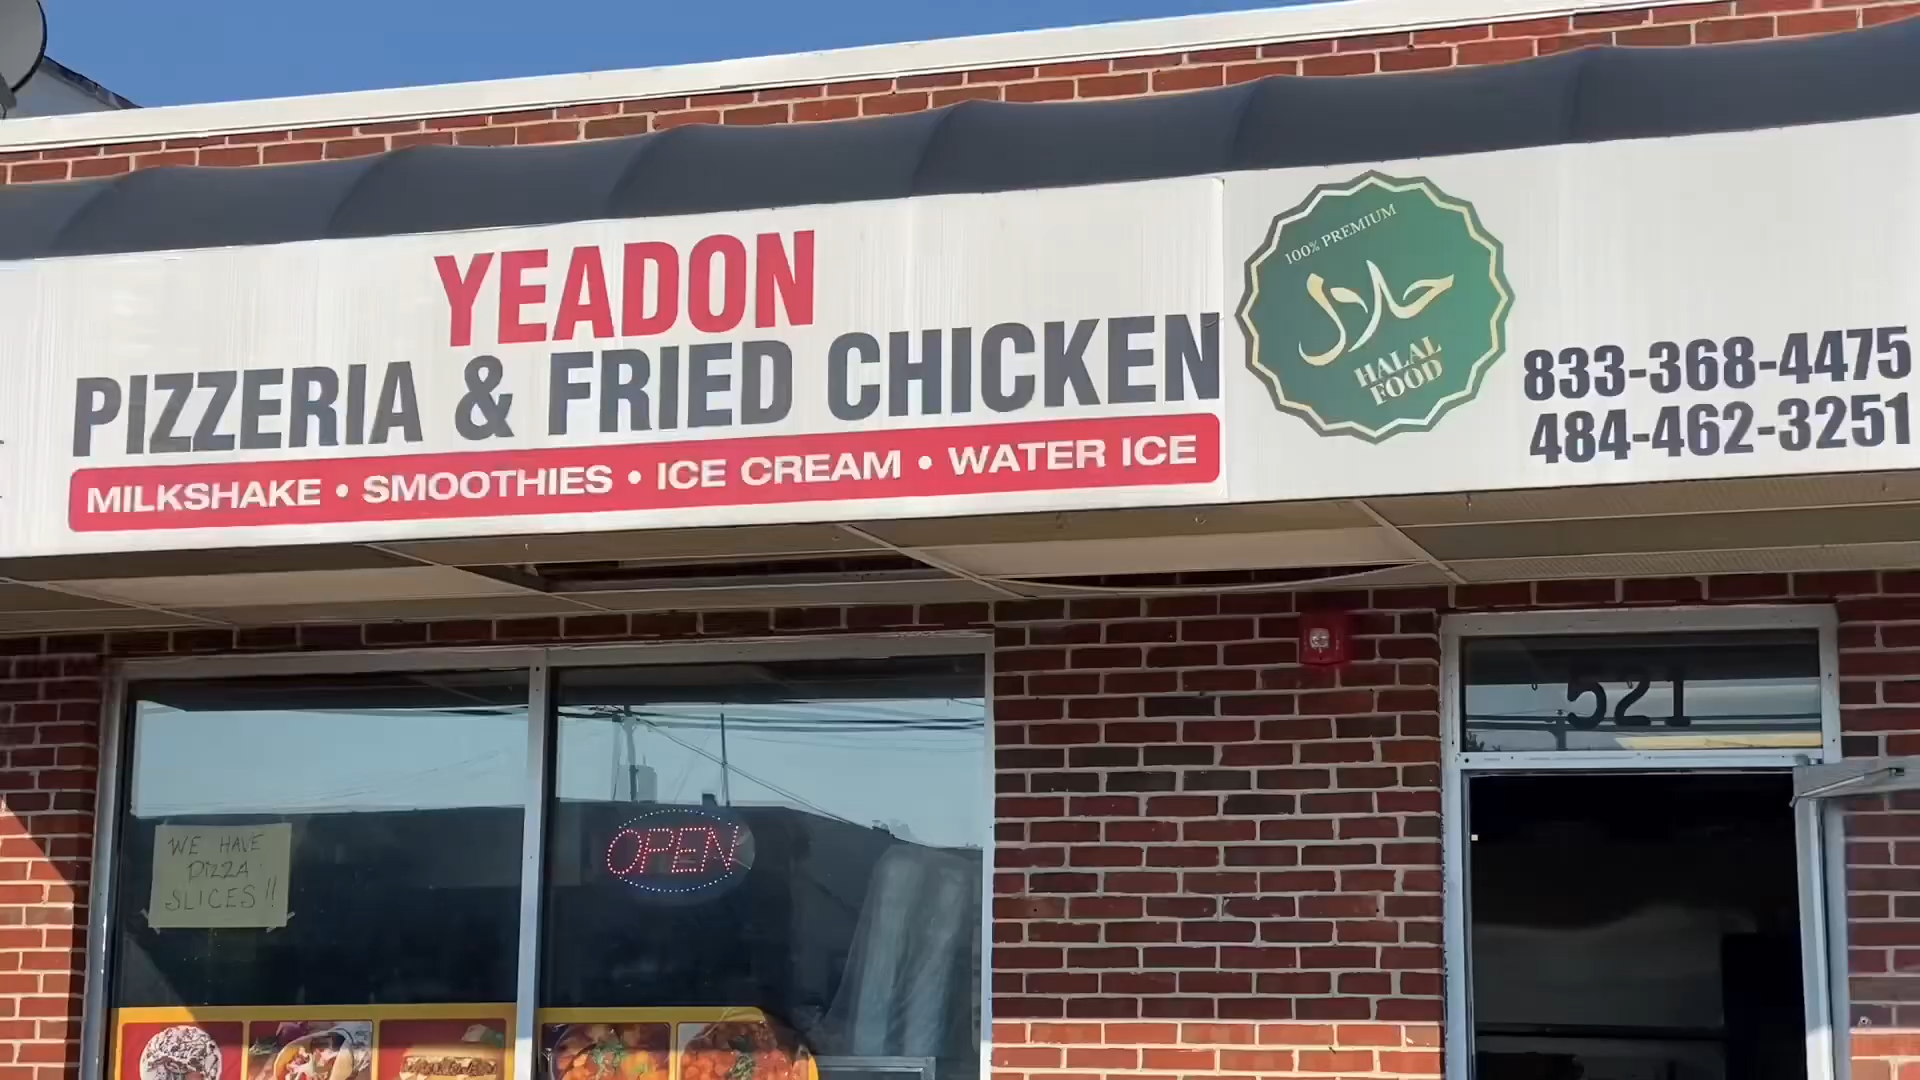 YEADON
PIZZERIA & FRIED CHICKEN
MILKSHAKE • SMOOTHIES • ICE CREAM • WATER ICE
100% PREMIUM
حلال
HALAL
FOOD
833-368-4475
484-462-3251
521
WE HAVE
PIZZA
SLICES!!
OPEN